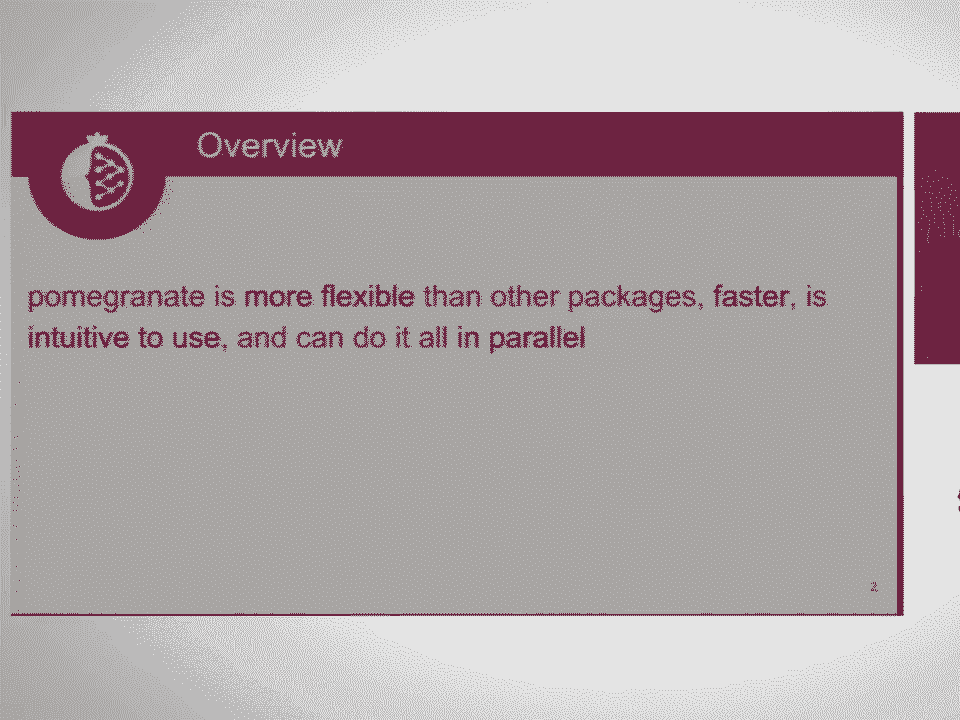 Overview
pomegranate is more flexible than other packages, faster, is
intuitive to use, and can do it all in parallel
2